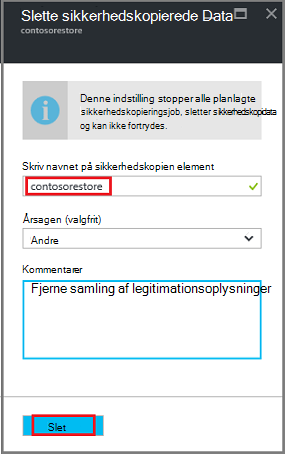 Slette sikkerhedskopierede Data
contosorestore
Denne indstilling stopper alle planlagte
sikkerhedskopieringsjob, sletter sikkerhedskopidata
og kan ikke fortrydes.
Skriv navnet på sikkerhedskopien element
contosorestore
Årsagen (valgfrit)
Andre
Kommentarer
Fjerne samling af legitimationsoplysninger
Slet